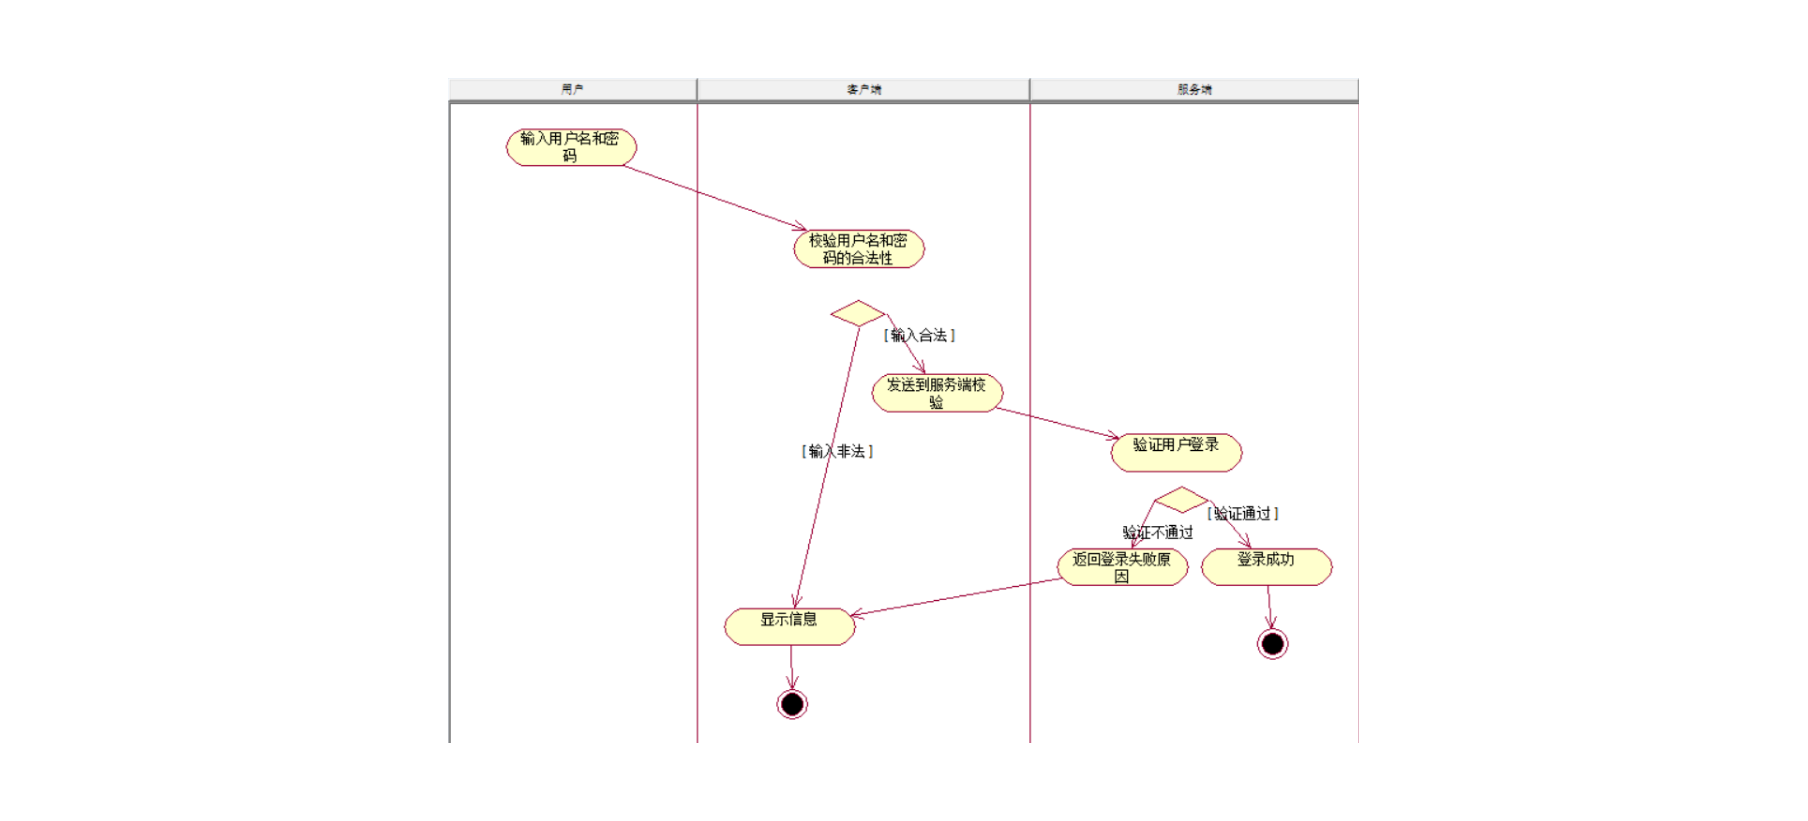 用户
客户端
服务端
输入用户名和密
码
校验用户名和密
码的合法性
[输入合法]
发送到服务端校
验
验证用户登录
[输入非法]
[验证通过]
验证不通过
返回登录失败原
因
登录成功
显示信息